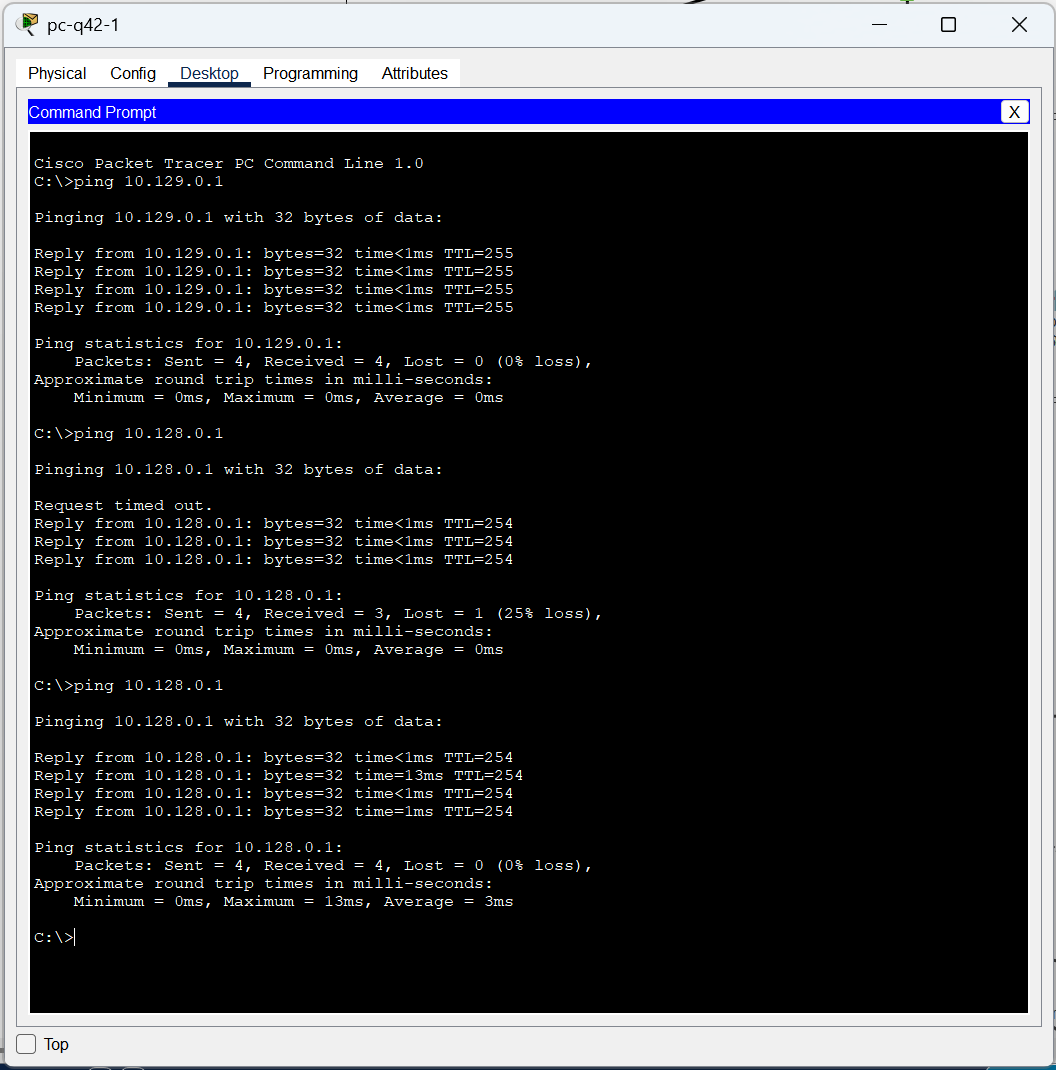 pc-q42-1
Physical Config Desktop Programming Attributes
Command Prompt X
Cisco Packet Tracer PC Command Line 1.0
C:\>ping 10.129.0.1
Pinging 10.129.0.1 with 32 bytes of data:
Reply from 10.129.0.1: bytes=32 time<1ms TTL=255
Reply from 10.129.0.1: bytes=32 time<1ms TTL=255
Reply from 10.129.0.1: bytes=32 time<1ms TTL=255
Reply from 10.129.0.1: bytes=32 time<1ms TTL=255
Ping statistics for 10.129.0.1:
Packets: Sent = 4, Received = 4, Lost = 0 (0% loss),
Approximate round trip times in milli-seconds:
Minimum = 0ms, Maximum = 0ms, Average = 0ms
C:\>ping 10.128.0.1
Pinging 10.128.0.1 with 32 bytes of data:
Request timed out.
Reply from 10.128.0.1: bytes=32 time<1ms TTL=254
Reply from 10.128.0.1: bytes=32 time<1ms TTL=254
Reply from 10.128.0.1: bytes=32 time<1ms TTL=254
Ping statistics for 10.128.0.1:
Packets: Sent = 4, Received = 3, Lost = 1 (25% loss),
Approximate round trip times in milli-seconds:
Minimum = 0ms, Maximum = 0ms, Average = 0ms
C:\>ping 10.128.0.1
Pinging 10.128.0.1 with 32 bytes of data:
Reply from 10.128.0.1: bytes=32 time<1ms TTL=254
Reply from 10.128.0.1: bytes=32 time=13ms TTL=254
Reply from 10.128.0.1: bytes=32 time<1ms TTL=254
Reply from 10.128.0.1: bytes=32 time=1ms TTL=254
Ping statistics for 10.128.0.1:
Packets: Sent = 4, Received = 4, Lost = 0 (0% loss),
Approximate round trip times in milli-seconds:
Minimum = 0ms, Maximum = 13ms, Average = 3ms
C:\>
Top